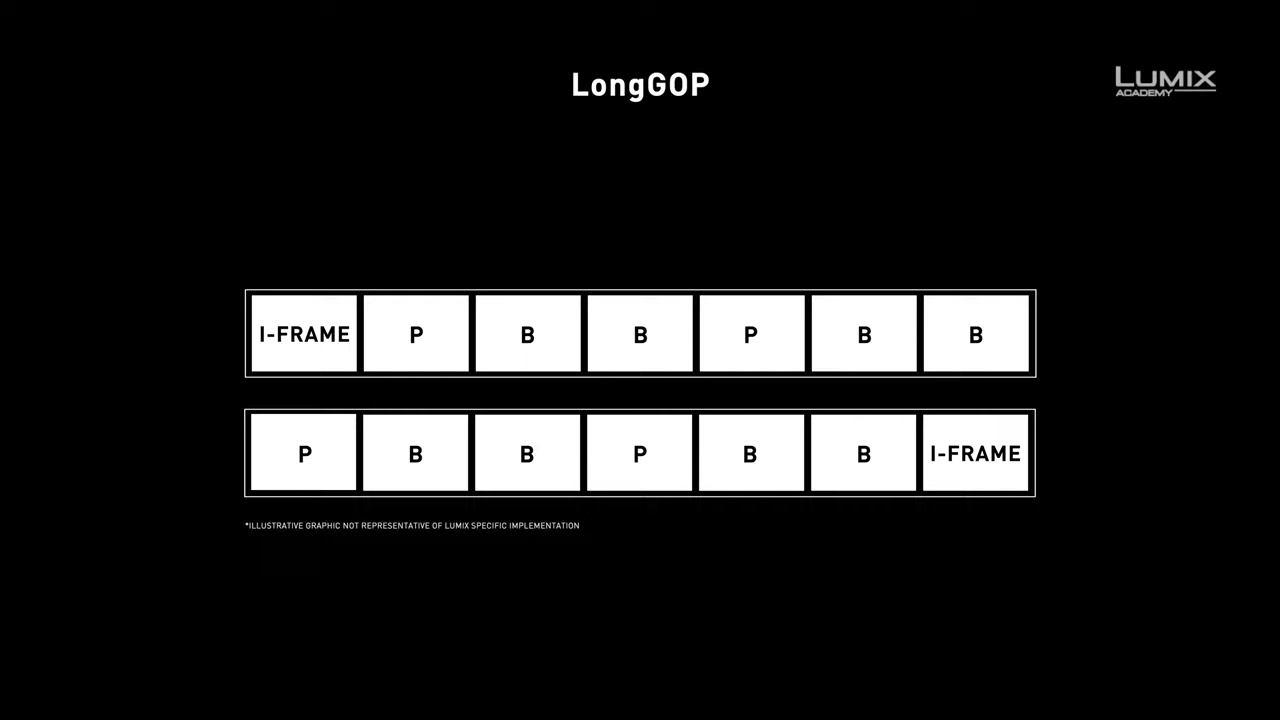 LongGOP
LUMIX
ACADEMY
I-FRAME P B B P B B
P B B P B B I-FRAME
*ILLUSTRATIVE GRAPHIC NOT REPRESENTATIVE OF LUMIX SPECIFIC IMPLEMENTATION